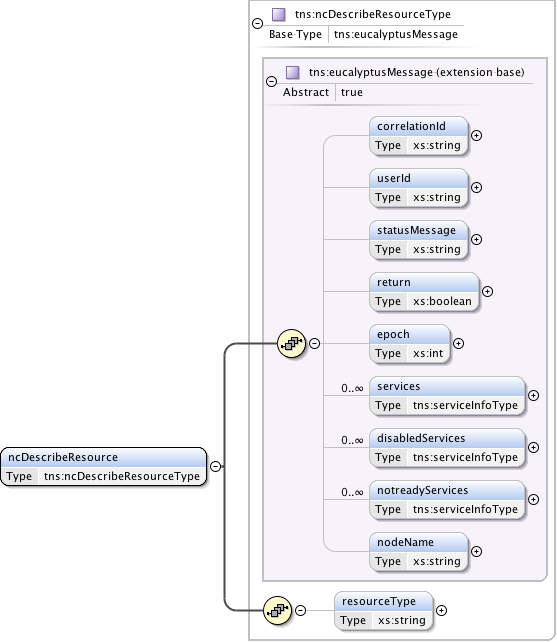 tns:ncDescribeResourceType
Base Type tns:eucalyptusMessage
tns:eucalyptusMessage (extension base)
Abstract true
correlationId
Type xs:string
userId
Type xs:string
statusMessage
Type xs:string
return
Type xs:boolean
epoch
Type xs:int
0..∞ services
Type tns:serviceInfoType
0..∞ disabledServices
Type tns:serviceInfoType
0..∞ notreadyServices
Type tns:serviceInfoType
nodeName
Type xs:string
ncDescribeResource
Type tns:ncDescribeResourceType
resourceType
Type xs:string